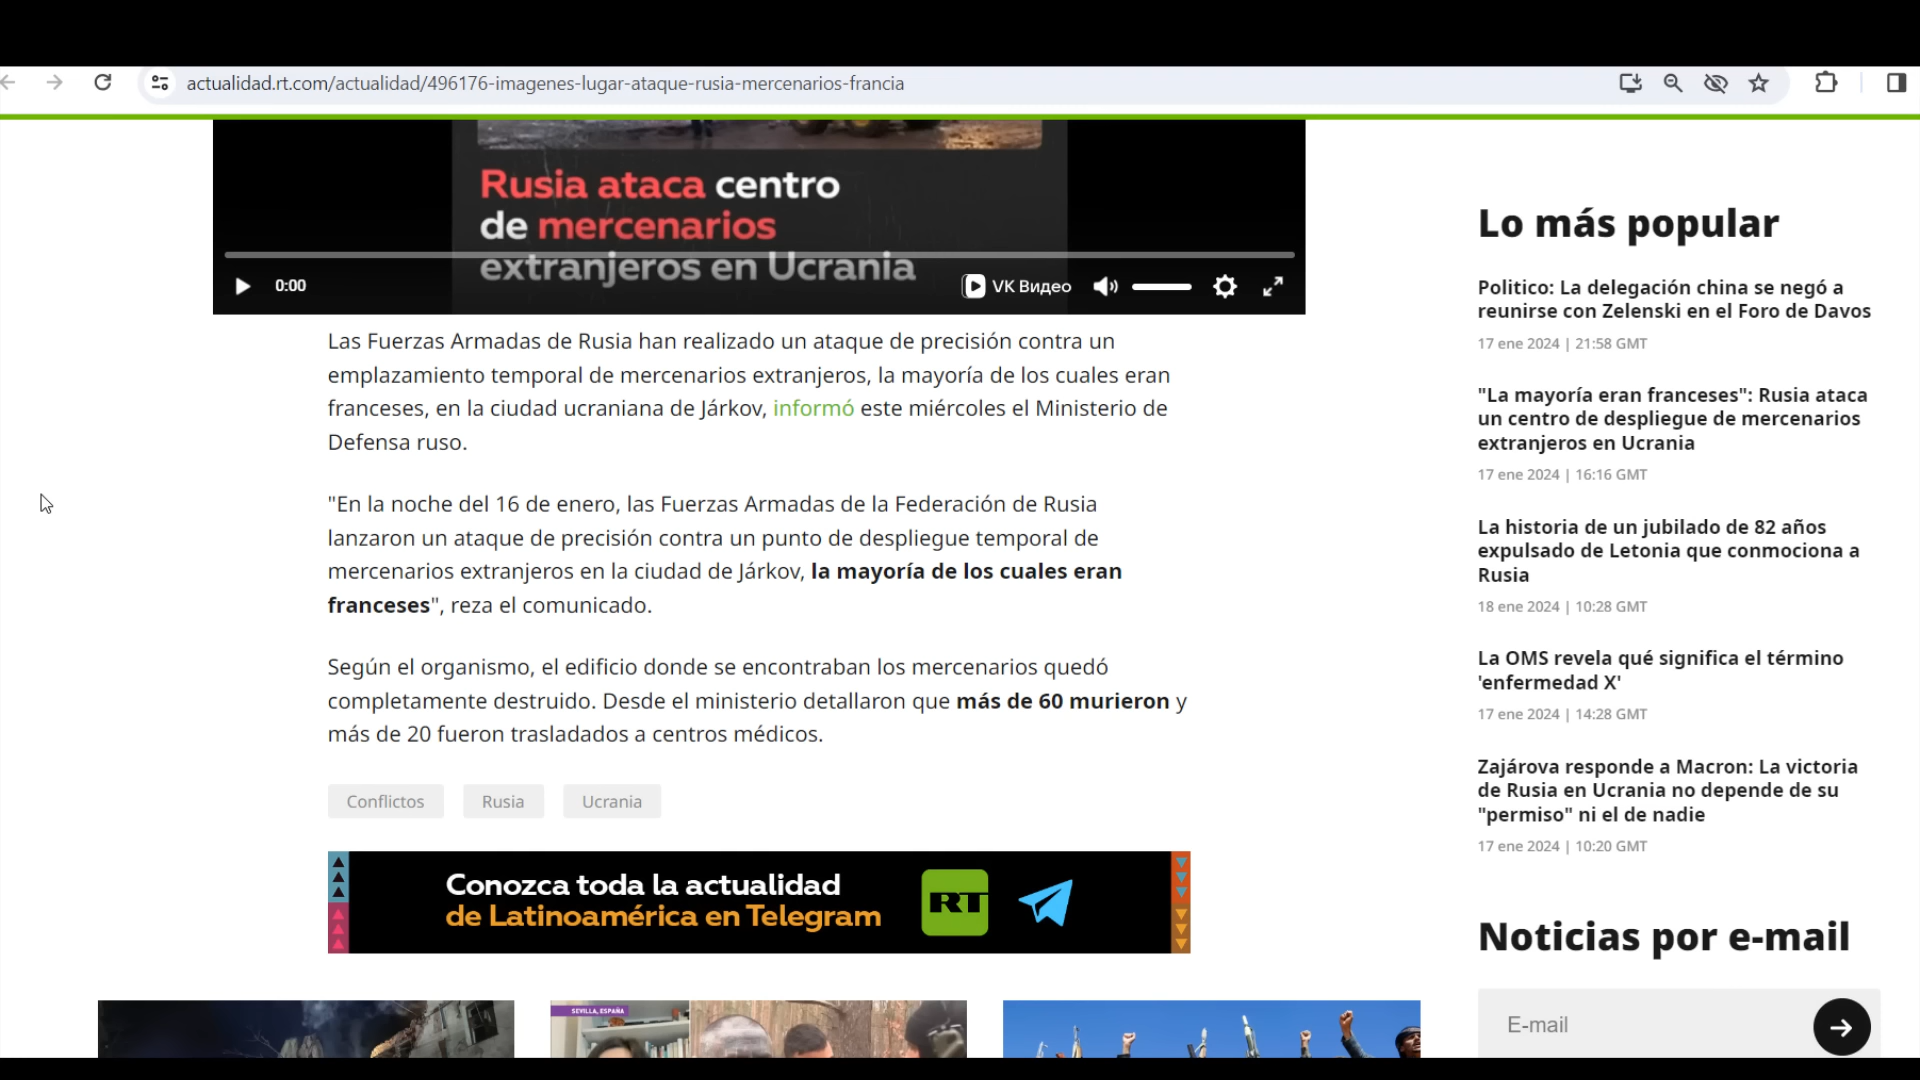 actualidad.rt.com/actualidad/496176-imagenes-lugar-ataque-rusia-mercenarios-francia
Rusia ataca centro
de mercenarios
extranjeros en Ucrania
0:00
VK Видео
Las Fuerzas Armadas de Rusia han realizado un ataque de precisión contra un
emplazamiento temporal de mercenarios extranjeros, la mayoría de los cuales eran
franceses, en la ciudad ucraniana de Járkov, informó este miércoles el Ministerio de
Defensa ruso.
"En la noche del 16 de enero, las Fuerzas Armadas de la Federación de Rusia
lanzaron un ataque de precisión contra un punto de despliegue temporal de
mercenarios extranjeros en la ciudad de Járkov, la mayoría de los cuales eran
franceses", reza el comunicado.
Según el organismo, el edificio donde se encontraban los mercenarios quedó
completamente destruido. Desde el ministerio detallaron que más de 60 murieron y
más de 20 fueron trasladados a centros médicos.
Conflictos
Rusia
Ucrania
Conozca toda la actualidad
de Latinoamérica en Telegram
RT
SEVILLA, ESPAÑA
Lo más popular
Politico: La delegación china se negó a
reunirse con Zelenski en el Foro de Davos
17 ene 2024 | 21:58 GMT
"La mayoría eran franceses": Rusia ataca
un centro de despliegue de mercenarios
extranjeros en Ucrania
17 ene 2024 | 16:16 GMT
La historia de un jubilado de 82 años
expulsado de Letonia que conmociona a
Rusia
18 ene 2024 | 10:28 GMT
La OMS revela qué significa el término
'enfermedad X'
17 ene 2024 | 14:28 GMT
Zajárova responde a Macron: La victoria
de Rusia en Ucrania no depende de su
"permiso" ni el de nadie
17 ene 2024 | 10:20 GMT
Noticias por e-mail
E-mail